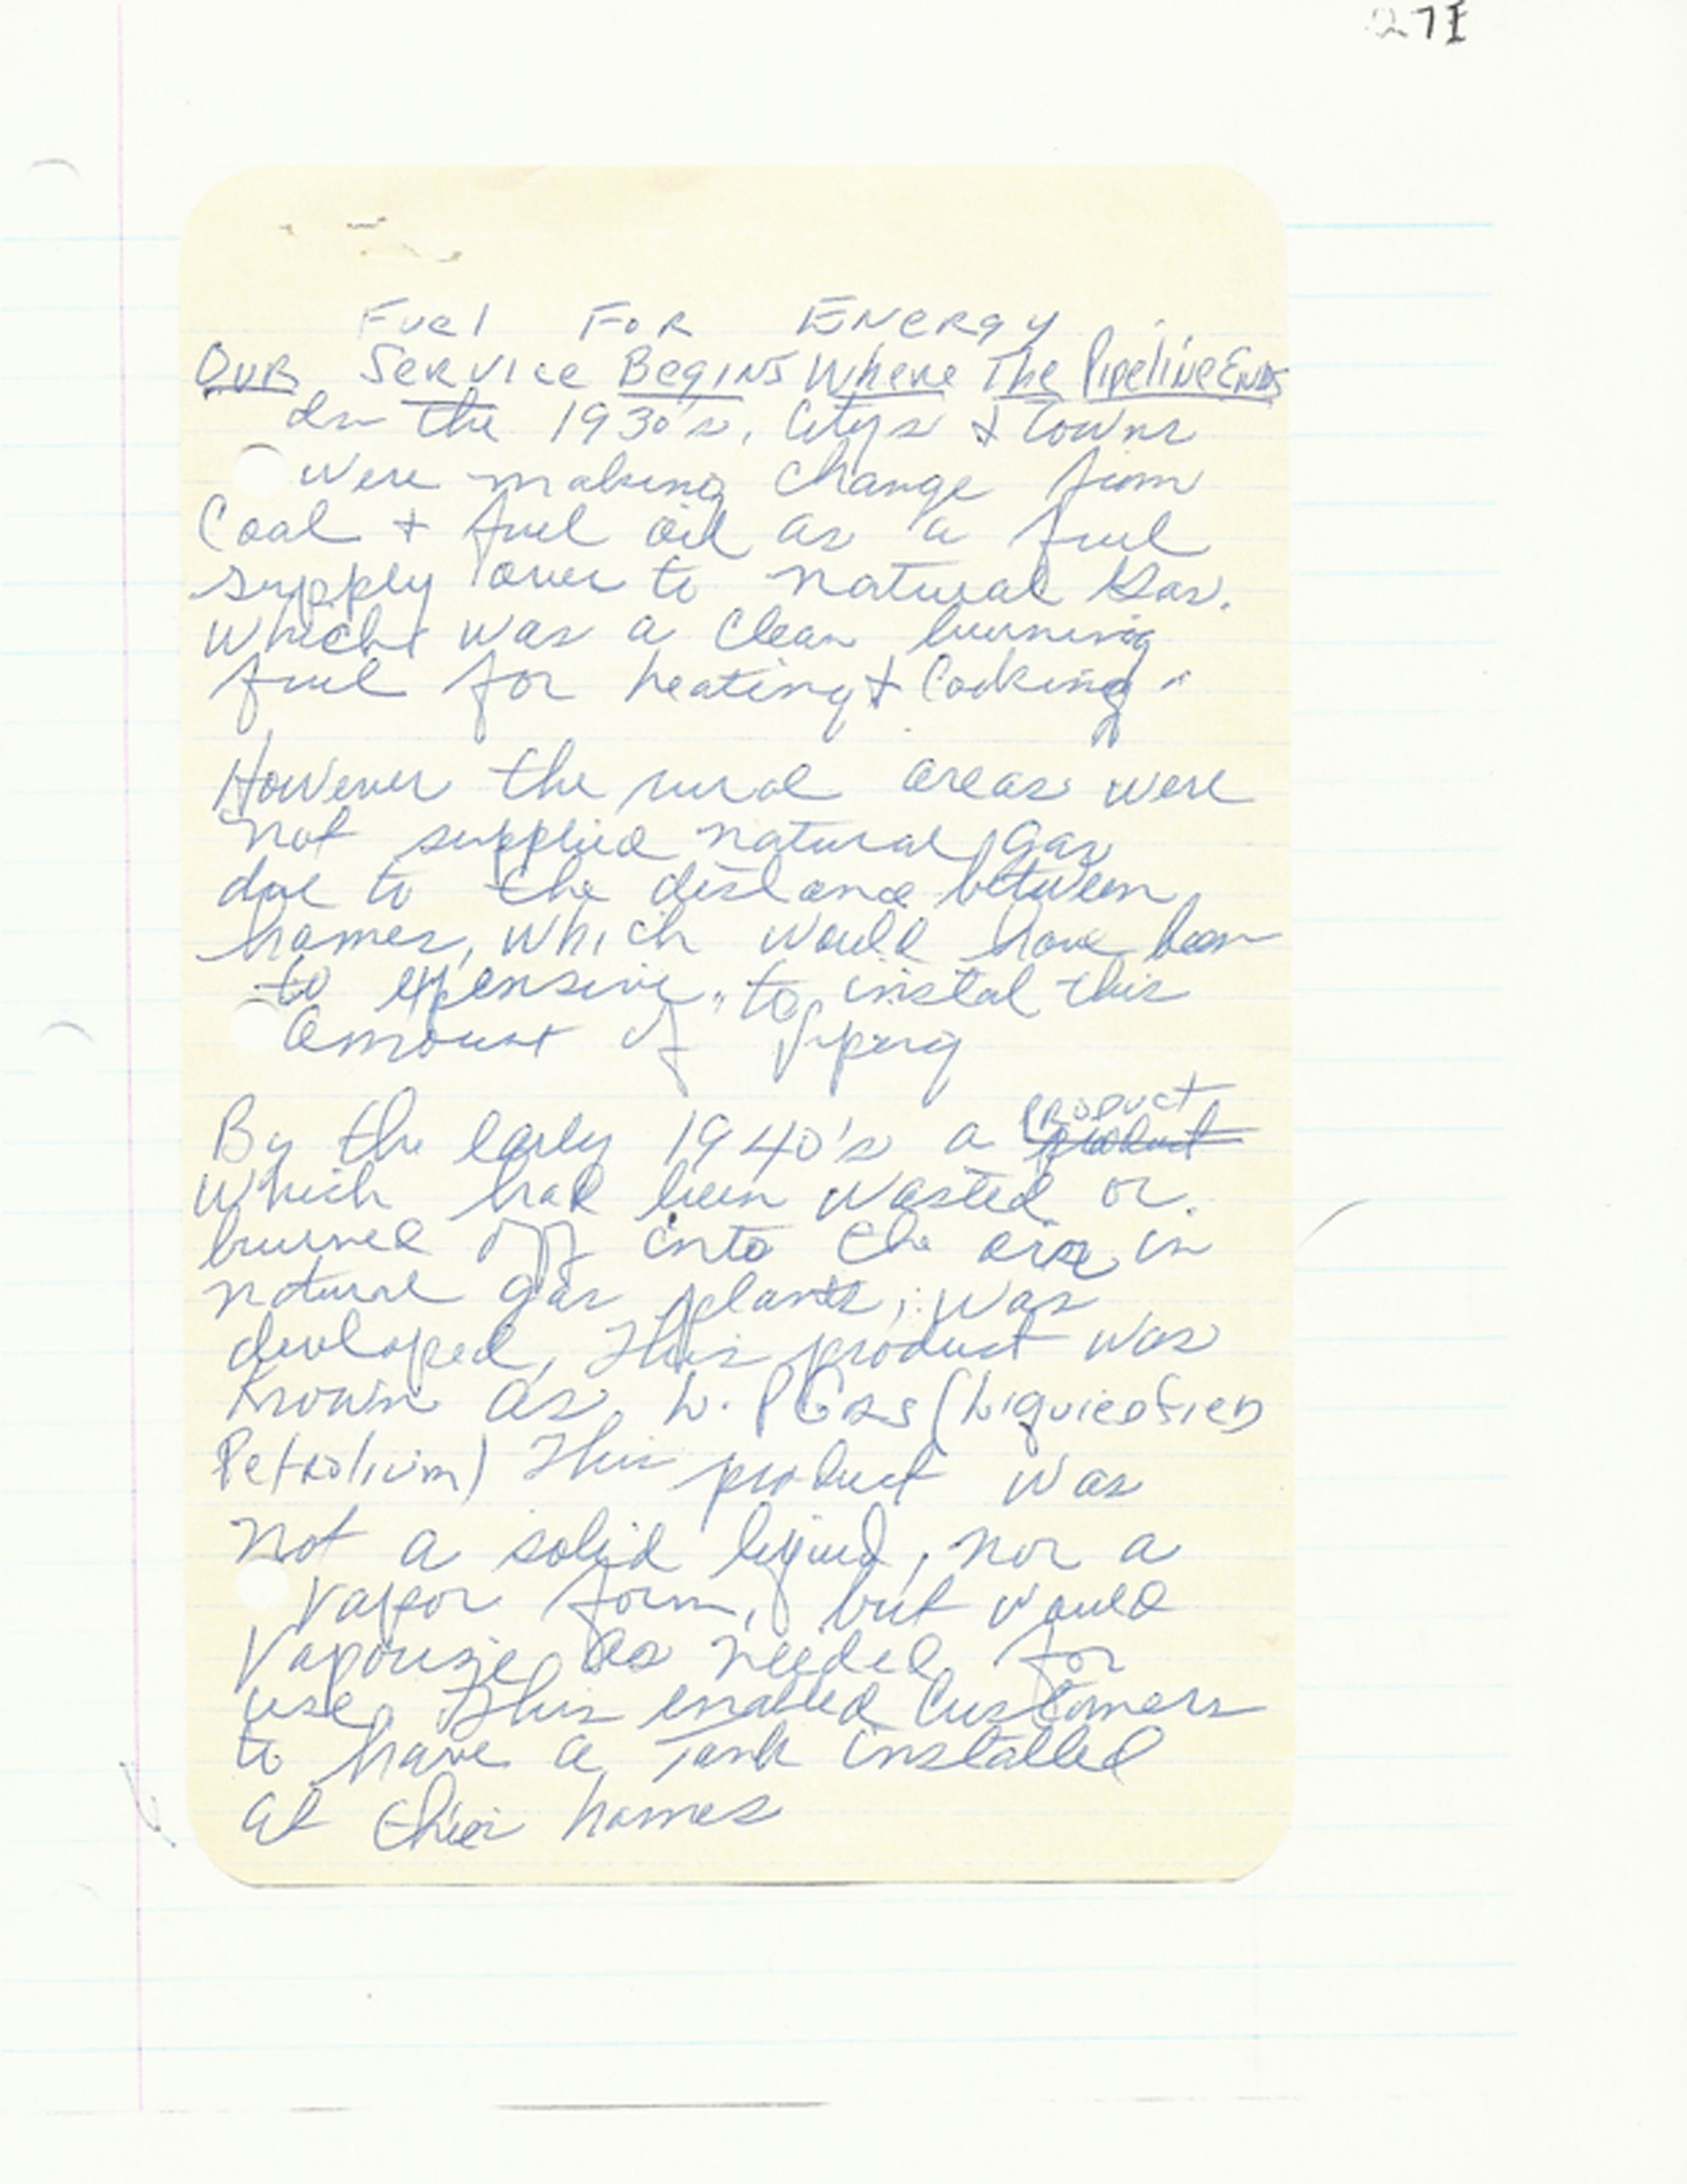 27I
Fuel For Energy
Our Service Begins Where The Pipeline Ends
In the 1930's, Citys & Towns
were making change from
Coal & fuel oil as a fuel
supply over to natural Gas.
which was a clean burning
fuel for heating & Cooking.
However the rural areas were
not supplied natural gas
due to the distance between
homes, which would have been
to expensive, to instal this
amount of piping
By the early 1940's a product product
which had been wasted or
burned off into the air in
natural gas plants, was
devloped, This product was
known as L.P Gas (Liquiedfied
Petrolium) This product was
not a solid liquid, nor a
vapor form, but would
Vaporize as needed for
use. This enabled Customers
to have a Tank installed
at thier homes